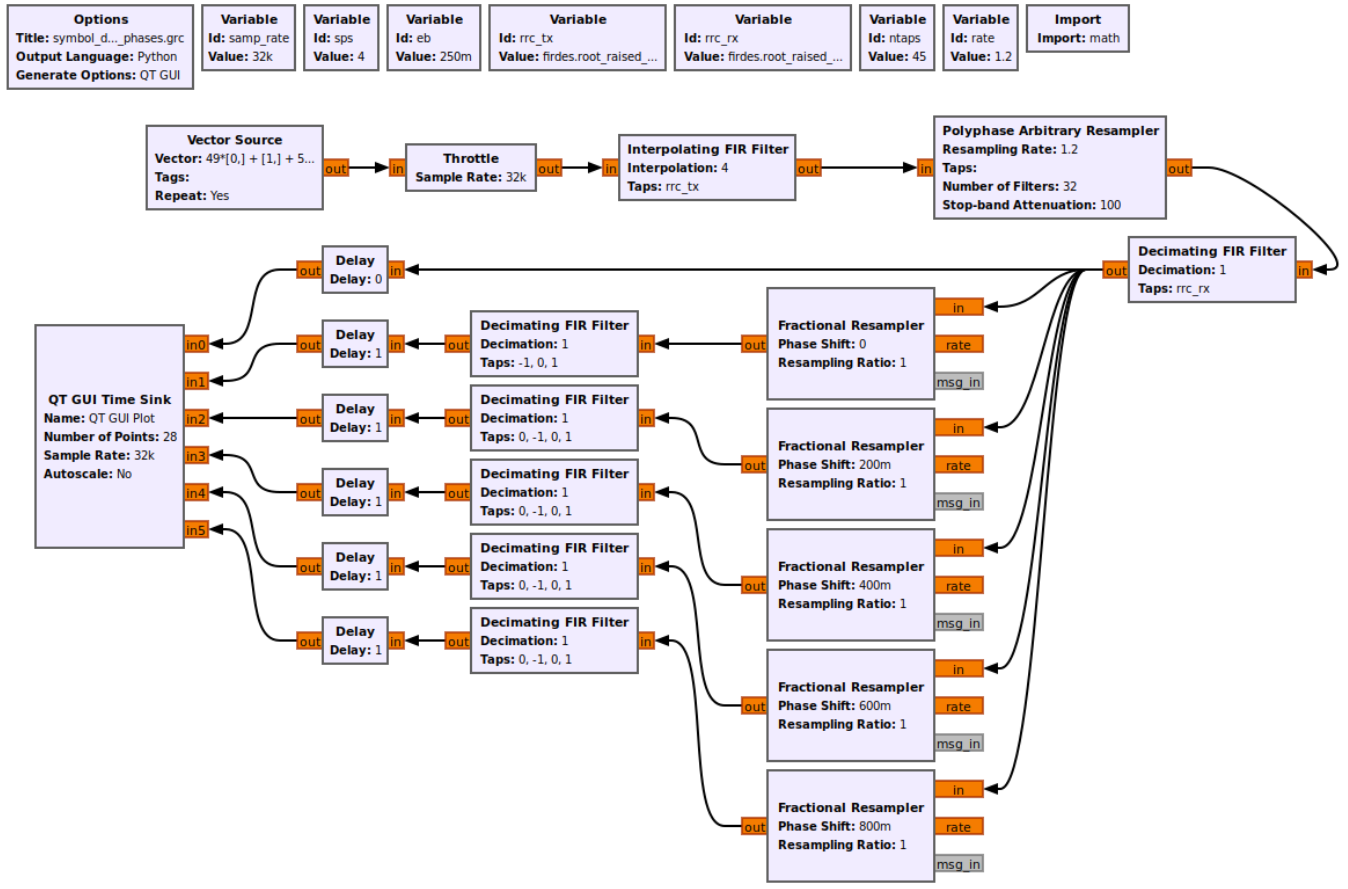 Options
Title: symbol_d..._phases.grc
Output Language: Python
Generate Options: QT GUI
Variable
Id: samp_rate
Value: 32k
Variable
Id: sps
Value: 4
Variable
Id: eb
Value: 250m
Variable
Id: rrc_tx
Value: firdes.root_raised_...
Variable
Id: rrc_rx
Value: firdes.root_raised_...
Variable
Id: ntaps
Value: 45
Variable
Id: rate
Value: 1.2
Import
Import: math
Vector Source
Vector: 49*[0,] + [1,] + 5...
Tags:
Repeat: Yes
out
in
Throttle
Sample Rate: 32k
out
in
Interpolating FIR Filter
Interpolation: 4
Taps: rrc_tx
out
in
Polyphase Arbitrary Resampler
Resampling Rate: 1.2
Taps:
Number of Filters: 32
Stop-band Attenuation: 100
out
in
Decimating FIR Filter
Decimation: 1
Taps: rrc_rx
out
in
Delay
Delay: 0
out
in
Fractional Resampler
Phase Shift: 0
Resampling Ratio: 1
rate
msg_in
out
in
Decimating FIR Filter
Decimation: 1
Taps: -1, 0, 1
out
in
Delay
Delay: 1
out
in
Fractional Resampler
Phase Shift: 200m
Resampling Ratio: 1
rate
msg_in
out
in
Decimating FIR Filter
Decimation: 1
Taps: 0, -1, 0, 1
out
in
Delay
Delay: 1
out
in
Fractional Resampler
Phase Shift: 400m
Resampling Ratio: 1
rate
msg_in
out
in
Decimating FIR Filter
Decimation: 1
Taps: 0, -1, 0, 1
out
in
Delay
Delay: 1
out
in
Fractional Resampler
Phase Shift: 600m
Resampling Ratio: 1
rate
msg_in
out
in
Decimating FIR Filter
Decimation: 1
Taps: 0, -1, 0, 1
out
in
Delay
Delay: 1
out
in
Fractional Resampler
Phase Shift: 800m
Resampling Ratio: 1
rate
msg_in
out
in
Decimating FIR Filter
Decimation: 1
Taps: 0, -1, 0, 1
out
in
Delay
Delay: 1
out
in0
in1
in2
in3
in4
in5
QT GUI Time Sink
Name: QT GUI Plot
Number of Points: 28
Sample Rate: 32k
Autoscale: No